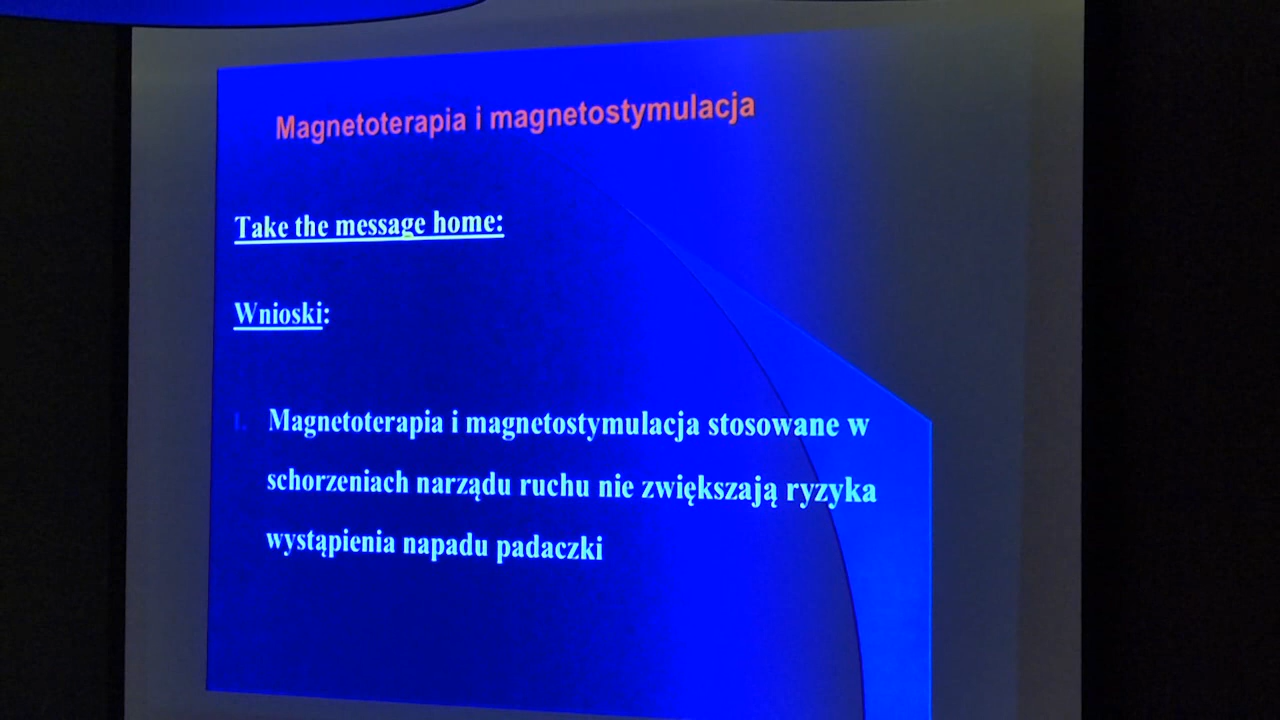 Magnetoterapia i magnetostymulacja
Take the message home:
Wnioski:
1. Magnetoterapia i magnetostymulacja stosowane w
schorzeniach narządu ruchu nie zwiększają ryzyka
wystąpienia napadu padaczki